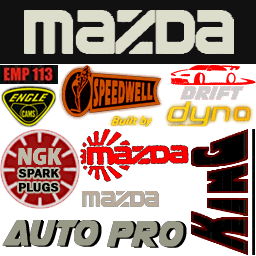 mazda
EMP 113
ENGLE
CAMS
SPEEDWELL
Built by
DRIFT
dyno
NGK
SPARK
PLUGS
mazda
mazda
KING
AUTO PRO